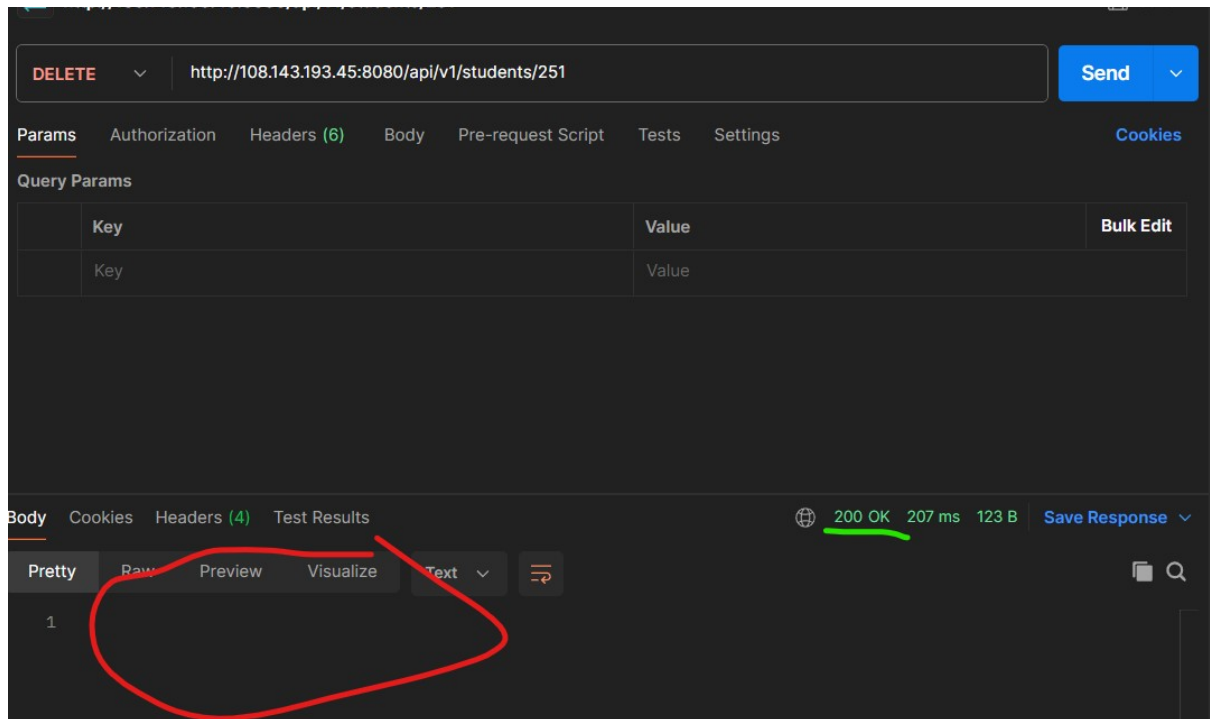 DELETE http://108.143.193.45:8080/api/v1/students/251 Send
Params Authorization Headers (6) Body Pre-request Script Tests Settings Cookies
Query Params
Key Value Bulk Edit
Key Value
Body Cookies Headers (4) Test Results 200 OK 207 ms 123 B Save Response
Pretty Raw Preview Visualize Text
1